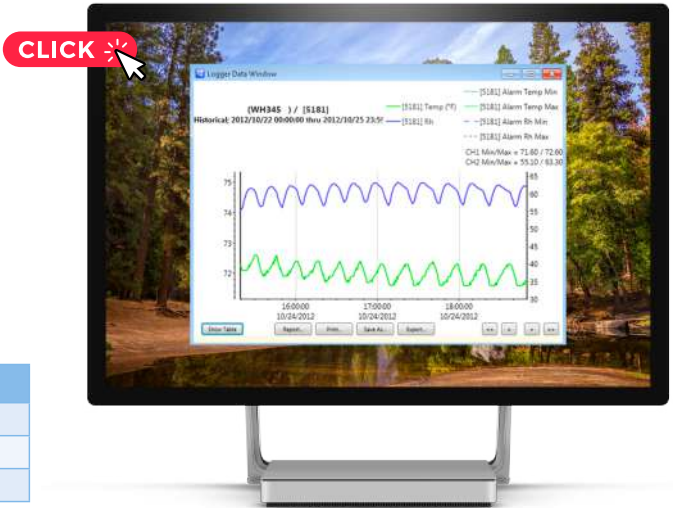 CLICK
Logger Data Window
(WH345 ) / [5181]
Historical; 2012/10/22 00:00:00 thru 2012/10/25 23:5
[5181] Temp (°F)
[5181] Rh
[5181] Alarm Temp Min
[5181] Alarm Temp Max
[5181] Alarm Rh Min
[5181] Alarm Rh Max
CH1 Min/Max = 71.60 / 72.60
CH2 Min/Max = 55.10 / 63.30
75
74
73
72
65
60
55
50
45
40
35
30
16:00:00
10/24/2012
17:00:00
10/24/2012
18:00:00
10/24/2012
Show Table
Report...
Print...
Save As...
Export...